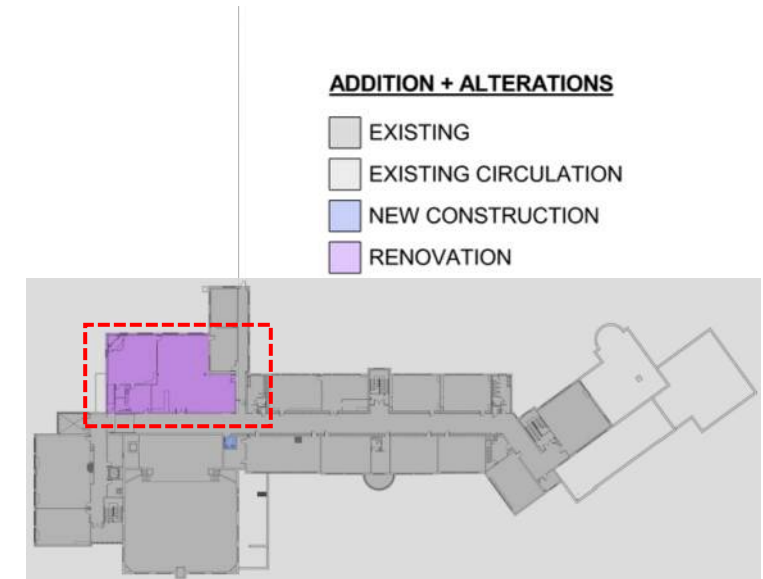 ADDITION + ALTERATIONS
EXISTING
EXISTING CIRCULATION
NEW CONSTRUCTION
RENOVATION